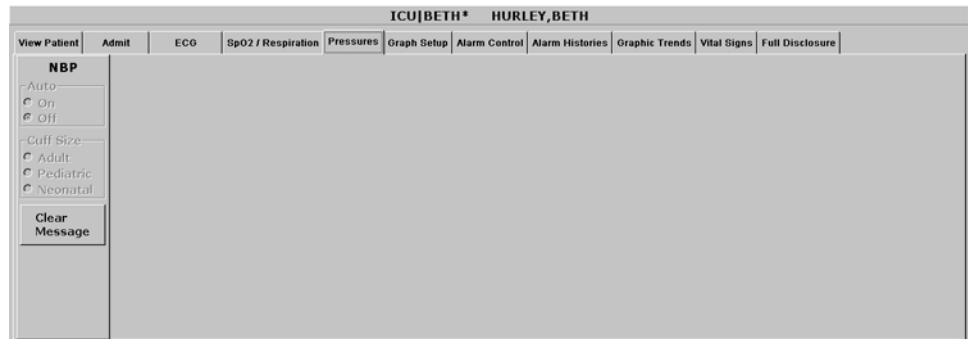 ICU|BETH* HURLEY,BETH
View Patient Admit ECG SpO2 / Respiration Pressures Graph Setup Alarm Control Alarm Histories Graphic Trends Vital Signs Full Disclosure
NBP
Auto
On
Off
Cuff Size
Adult
Pediatric
Neonatal
Clear
Message